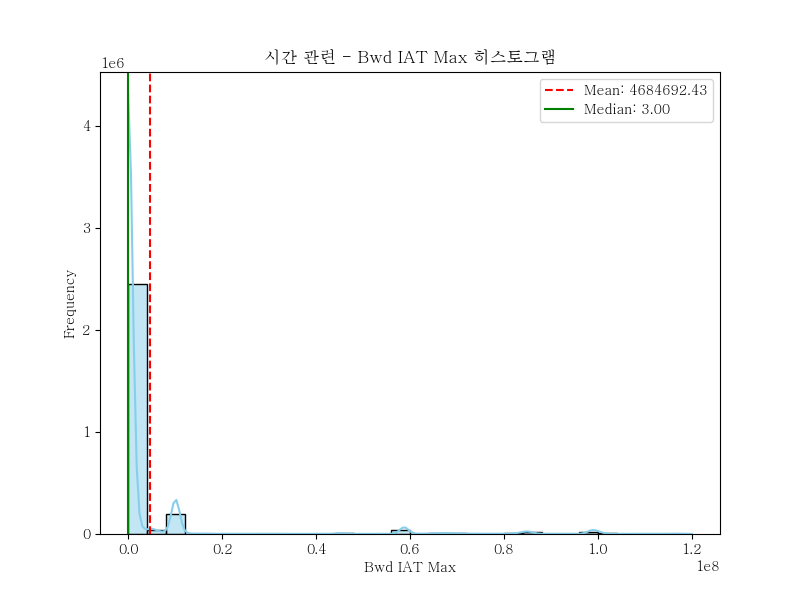 시간 관련 - Bwd IAT Max 히스토그램
1e6
Mean: 4684692.43
Median: 3.00
4
3
2
1
0
Frequency
0.0 0.2 0.4 0.6 0.8 1.0 1.2
1e8
Bwd IAT Max